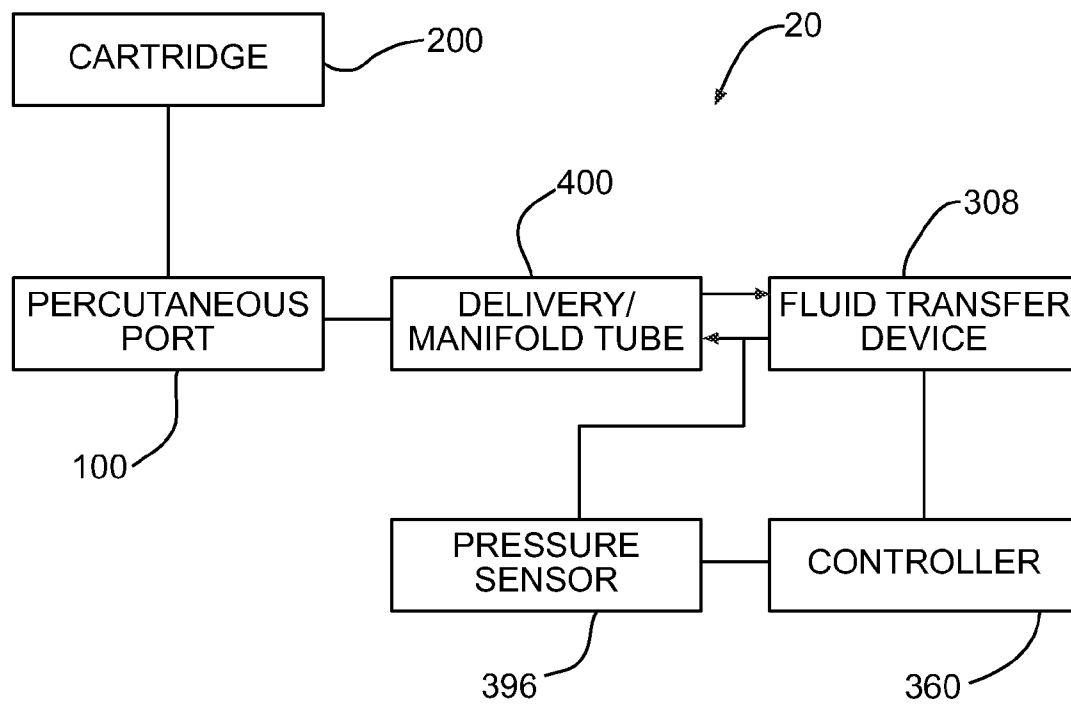 CARTRIDGE
200
20
400
308
PERCUTANEOUS
PORT
DELIVERY/
MANIFOLD TUBE
FLUID TRANSFER
DEVICE
100
PRESSURE
SENSOR
CONTROLLER
396
360